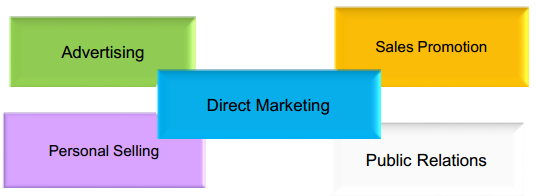 Advertising
Sales Promotion
Direct Marketing
Personal Selling
Public Relations